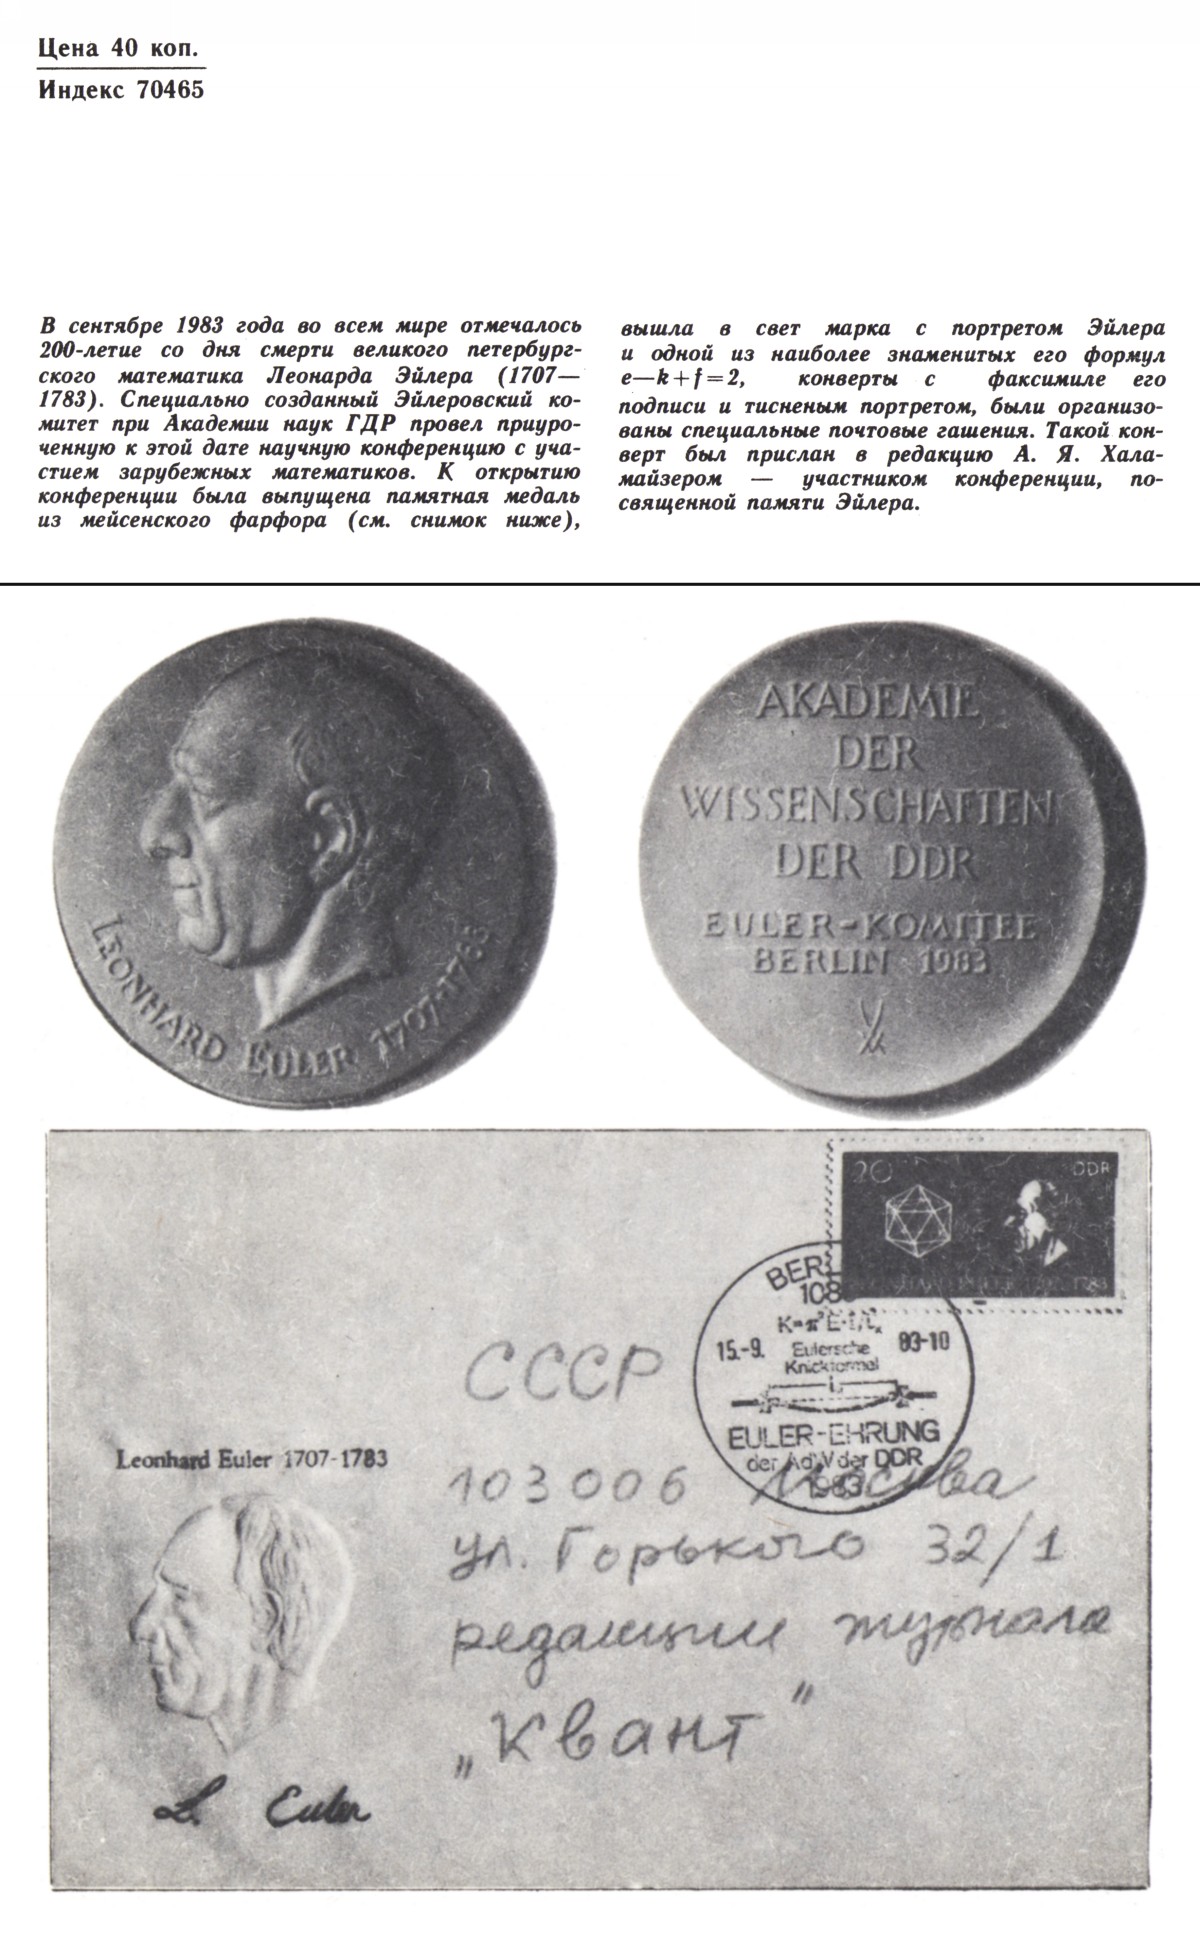 Цена 40 коп.
Индекс 70465
В сентябре 1983 года во всем мире отмечалось
200-летие со дня смерти великого петербург-
ского математика Леонарда Эйлера (1707—
1783). Специально созданный Эйлеровский ко-
митет при Академии наук ГДР провел приуро-
ченную к этой дате научную конференцию с уча-
стием зарубежных математиков. К открытию
конференции была выпущена памятная медаль
из мейсенского фарфора (см. снимок ниже),
вышла в свет марка с портретом Эйлера
и одной из наиболее знаменитых его формул
e—k+f=2, конверты с факсимиле его
подписи и тисненым портретом, были организо-
ваны специальные почтовые гашения. Такой кон-
верт был прислан в редакцию А. Я. Хала-
майзером — участником конференции, по-
священной памяти Эйлера.
LEONHARD EULER 1707-1783
AKADEMIE
DER
WISSENSCHAFTEN
DER DDR
EULER-KOMITEE
BERLIN 1983
20 DDR
1783
BERL
108
15.-9. Eulersche 83-10
Knickformel
L
EULER-EHRUNG
der AdW der DDR
1983
СССР
Leonhard Euler 1707-1783
103006 Москва
ул. Горького 32/1
редакции журнала
„Квант"
L. Euler